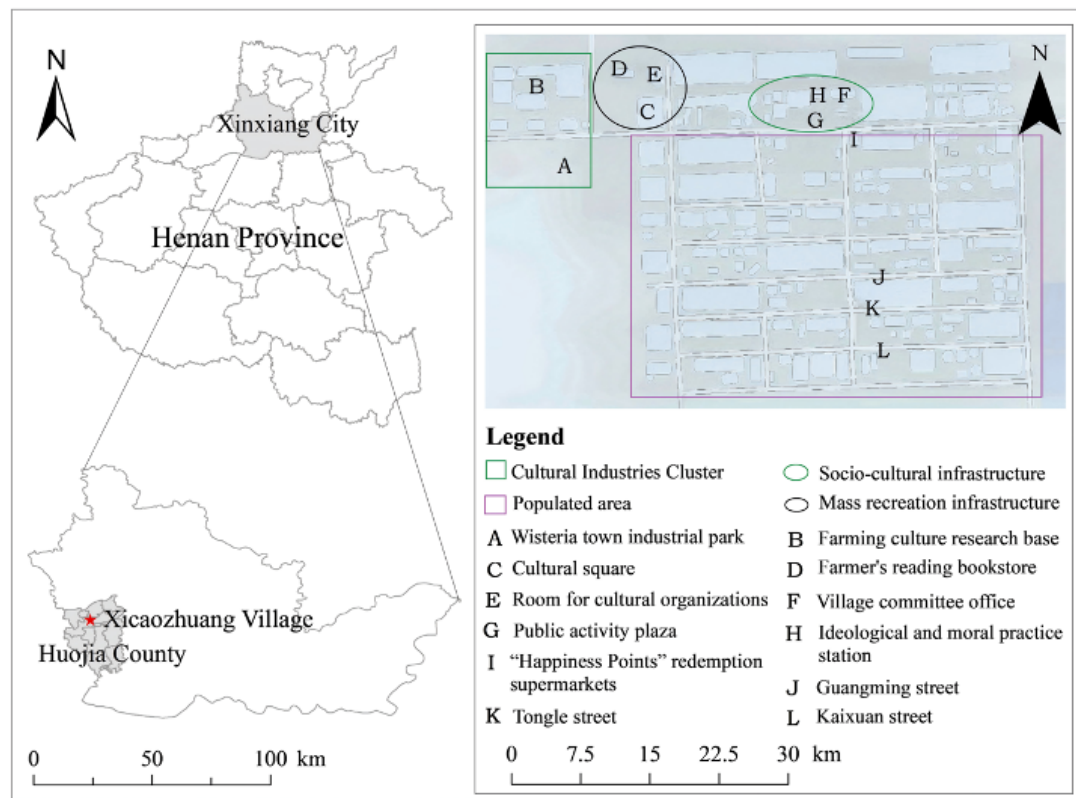 N
Xinxiang City
Henan Province
Xicaozhuang Village
Huojia County
0 50 100 km
N
D
E
B
C
H F
G
I
A
J
K
L
Legend
Cultural Industries Cluster
Socio-cultural infrastructure
Populated area
Mass recreation infrastructure
A Wisteria town industrial park
B Farming culture research base
C Cultural square
D Farmer's reading bookstore
E Room for cultural organizations
F Village committee office
G Public activity plaza
H Ideological and moral practice
station
I “Happiness Points” redemption
supermarkets
J Guangming street
K Tongle street
L Kaixuan street
0 7.5 15 22.5 30 km